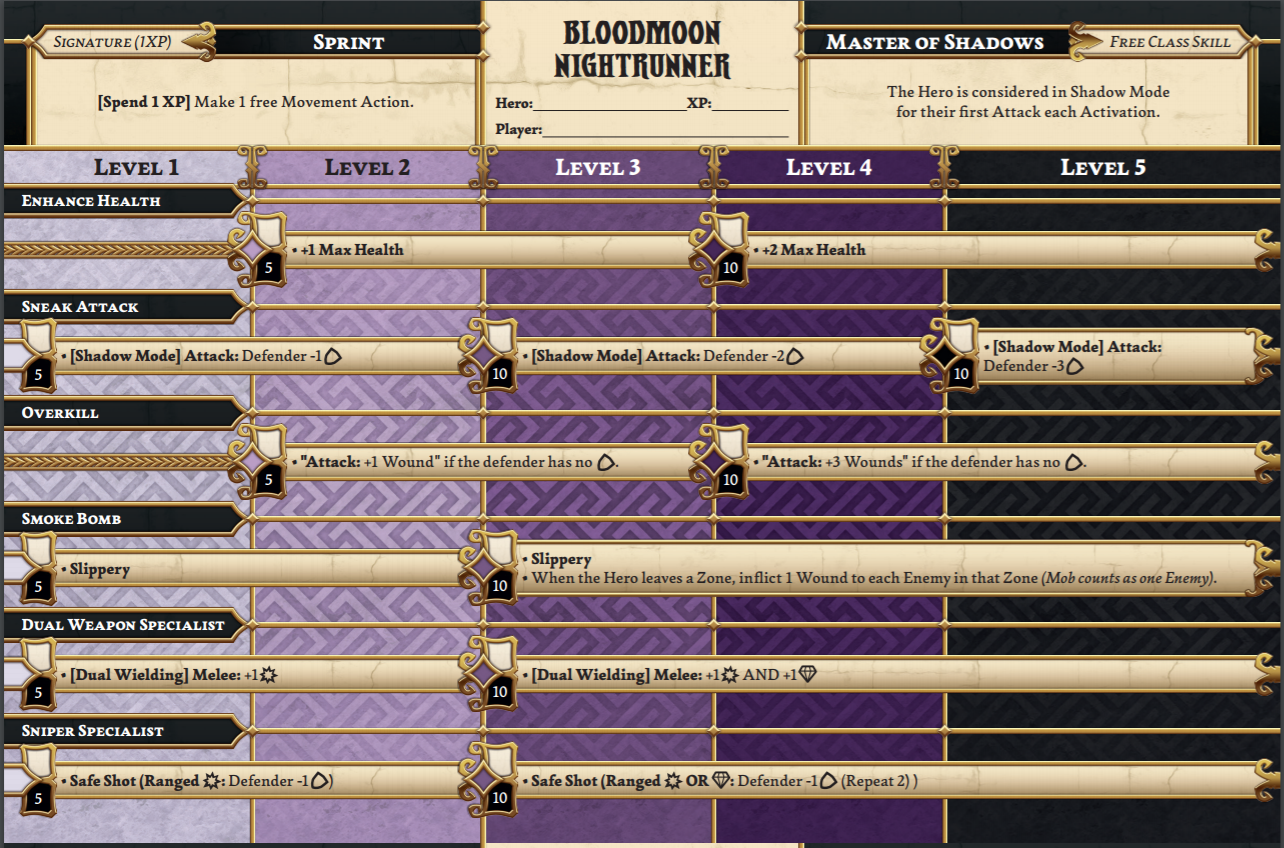 Signature (1XP)
Sprint
[Spend 1 XP] Make 1 free Movement Action.
BLOODMOON
NIGHTRUNNER
Hero:____________________XP:__________
Player:________________________________
Master of Shadows
Free Class Skill
The Hero is considered in Shadow Mode
for their first Attack each Activation.
Level 1
Level 2
Level 3
Level 4
Level 5
Enhance Health
5
• +1 Max Health
10
• +2 Max Health
Sneak Attack
5
• [Shadow Mode] Attack: Defender -1
10
• [Shadow Mode] Attack: Defender -2
10
• [Shadow Mode] Attack:
Defender -3
Overkill
5
• "Attack: +1 Wound" if the defender has no .
10
• "Attack: +3 Wounds" if the defender has no .
Smoke Bomb
5
• Slippery
10
• Slippery
• When the Hero leaves a Zone, inflict 1 Wound to each Enemy in that Zone (Mob counts as one Enemy).
Dual Weapon Specialist
5
• [Dual Wielding] Melee: +1
10
• [Dual Wielding] Melee: +1 AND +1
Sniper Specialist
5
• Safe Shot (Ranged : Defender -1)
10
• Safe Shot (Ranged OR : Defender -1 (Repeat 2) )